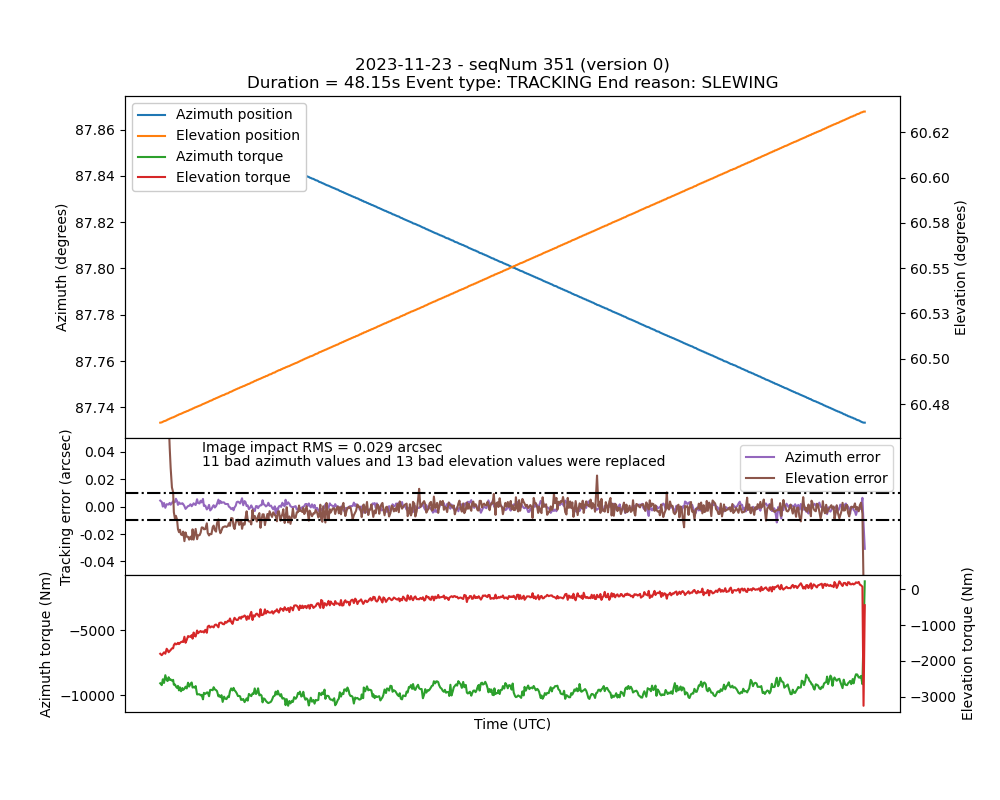 2023-11-23 - seqNum 351 (version 0)
Duration = 48.15s Event type: TRACKING End reason: SLEWING
Azimuth position
Elevation position
Azimuth torque
Elevation torque
87.86
87.84
87.82
87.80
87.78
87.76
87.74
Azimuth (degrees)
60.62
60.60
60.58
60.55
60.53
60.50
60.48
Elevation (degrees)
Image impact RMS = 0.029 arcsec
11 bad azimuth values and 13 bad elevation values were replaced
Azimuth error
Elevation error
0.04
0.02
0.00
-0.02
-0.04
Tracking error (arcsec)
−5000
−10000
Azimuth torque (Nm)
0
−1000
−2000
−3000
Elevation torque (Nm)
Time (UTC)